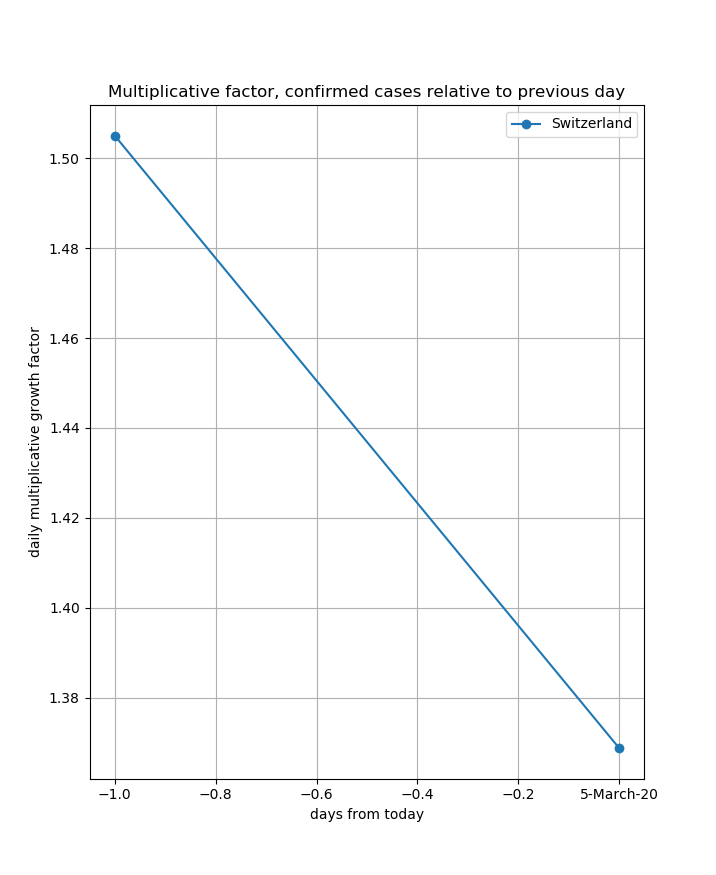 Multiplicative factor, confirmed cases relative to previous day
Switzerland
daily multiplicative growth factor
1.50
1.48
1.46
1.44
1.42
1.40
1.38
−1.0 −0.8 −0.6 −0.4 −0.2 5-March-20
days from today